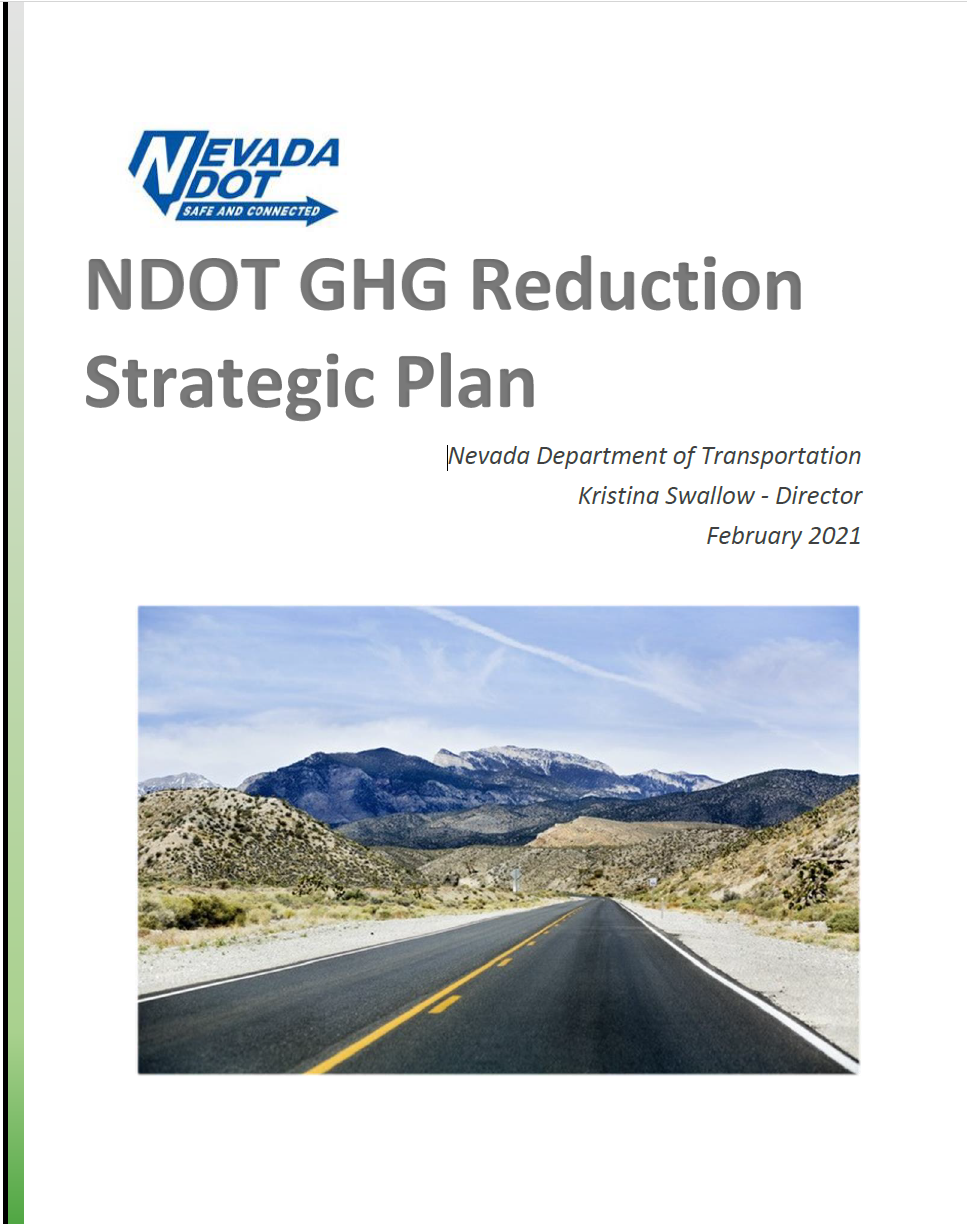 NEVADA
DOT
SAFE AND CONNECTED
NDOT GHG Reduction
Strategic Plan
Nevada Department of Transportation
Kristina Swallow - Director
February 2021